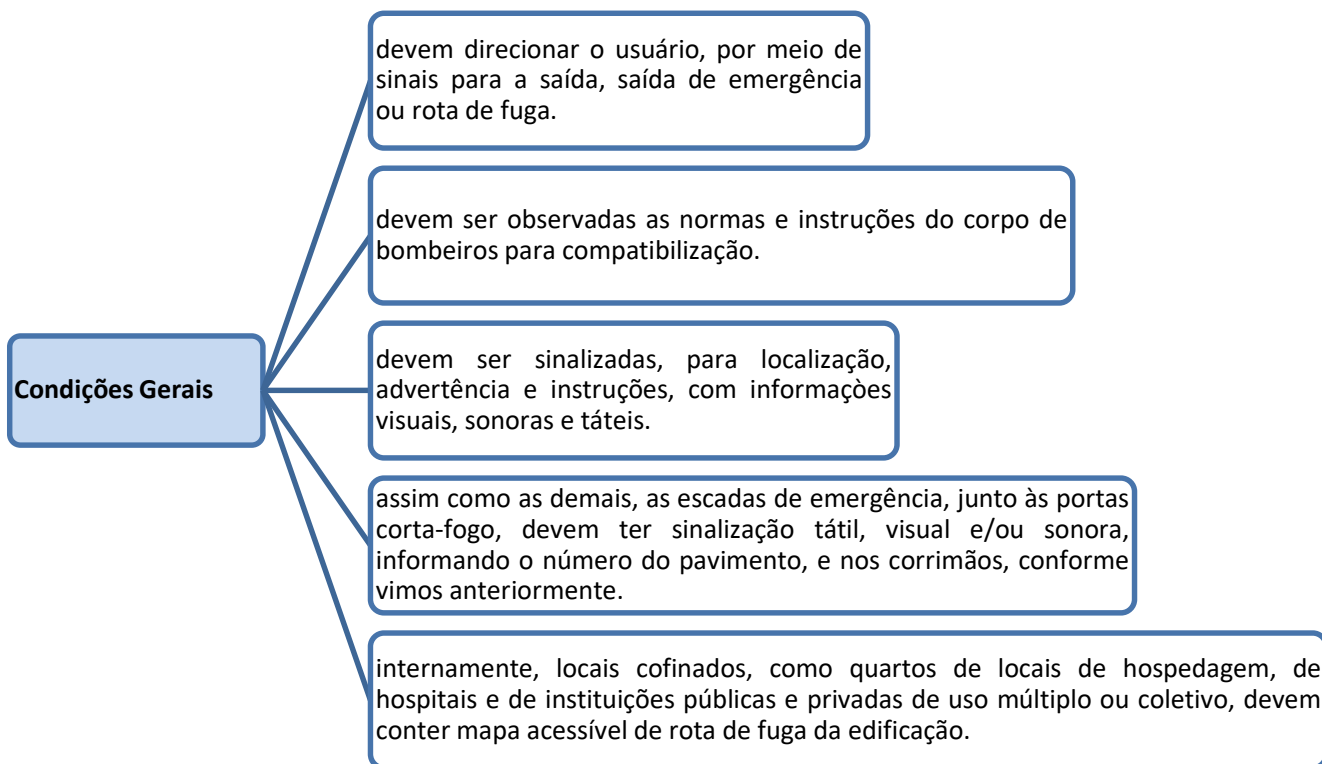 devem direcionar o usuário, por meio de
sinais para a saída, saída de emergência
ou rota de fuga.
devem ser observadas as normas e instruções do corpo de
bombeiros para compatibilização.
Condições Gerais
devem ser sinalizadas, para localização,
advertência e instruções, com informaçòes
visuais, sonoras e táteis.
assim como as demais, as escadas de emergência, junto às portas
corta-fogo, devem ter sinalização tátil, visual e/ou sonora,
informando o número do pavimento, e nos corrimãos, conforme
vimos anteriormente.
internamente, locais cofinados, como quartos de locais de hospedagem, de
hospitais e de instituições públicas e privadas de uso múltiplo ou coletivo, devem
conter mapa acessível de rota de fuga da edificação.